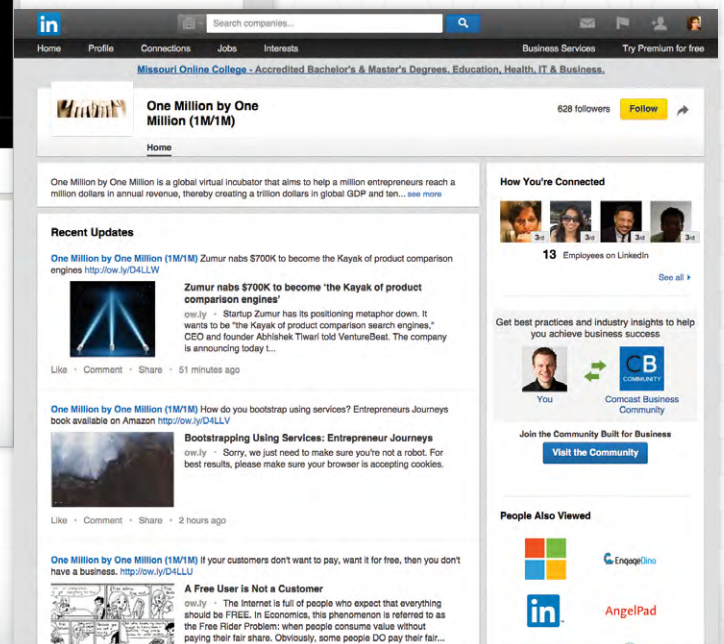 in
Search companies...
Home Profile Connections Jobs Interests Business Services Try Premium for free
Missouri Online College - Accredited Bachelor's & Master's Degrees. Education, Health, IT & Business.
One Million by One
Million (1M/1M)
628 followers Follow
Home
One Million by One Million is a global virtual incubator that aims to help a million entrepreneurs reach a
million dollars in annual revenue, thereby creating a trillion dollars in global GDP and ten... see more
Recent Updates
One Million by One Million (1M/1M) Zumur nabs $700K to become the Kayak of product comparison
engines http://ow.ly/D4LLW
Zumur nabs $700K to become 'the Kayak of product
comparison engines'
ow.ly · Startup Zumur has its positioning metaphor down. It
wants to be "the Kayak of product comparison search engines,"
CEO and founder Abhishek Tiwari told VentureBeat. The company
is announcing today t...
Like · Comment · Share · 51 minutes ago
One Million by One Million (1M/1M) How do you bootstrap using services? Entrepreneurs Journeys
book available on Amazon http://ow.ly/D4LLV
Bootstrapping Using Services: Entrepreneur Journeys
ow.ly · Sorry, we just need to make sure you're not a robot. For
best results, please make sure your browser is accepting cookies.
Like · Comment · Share · 2 hours ago
One Million by One Million (1M/1M) If your customers don't want to pay, want it for free, then you don't
have a business. http://ow.ly/D4LLU
A Free User is Not a Customer
ow.ly · The Internet is full of people who expect that everything
should be FREE. In Economics, this phenomenon is referred to as
the Free Rider Problem: when people consume value without
paying their fair share. Obviously, some people DO pay their fair...
How You're Connected
3rd 3rd 3rd 3rd
13 Employees on LinkedIn
See all
Get best practices and industry insights to help
you achieve business success
CB
COMMUNITY
You Comcast Business
Community
Join the Community Built for Business
Visit the Community
People Also Viewed
EngageDino
in
AngelPad